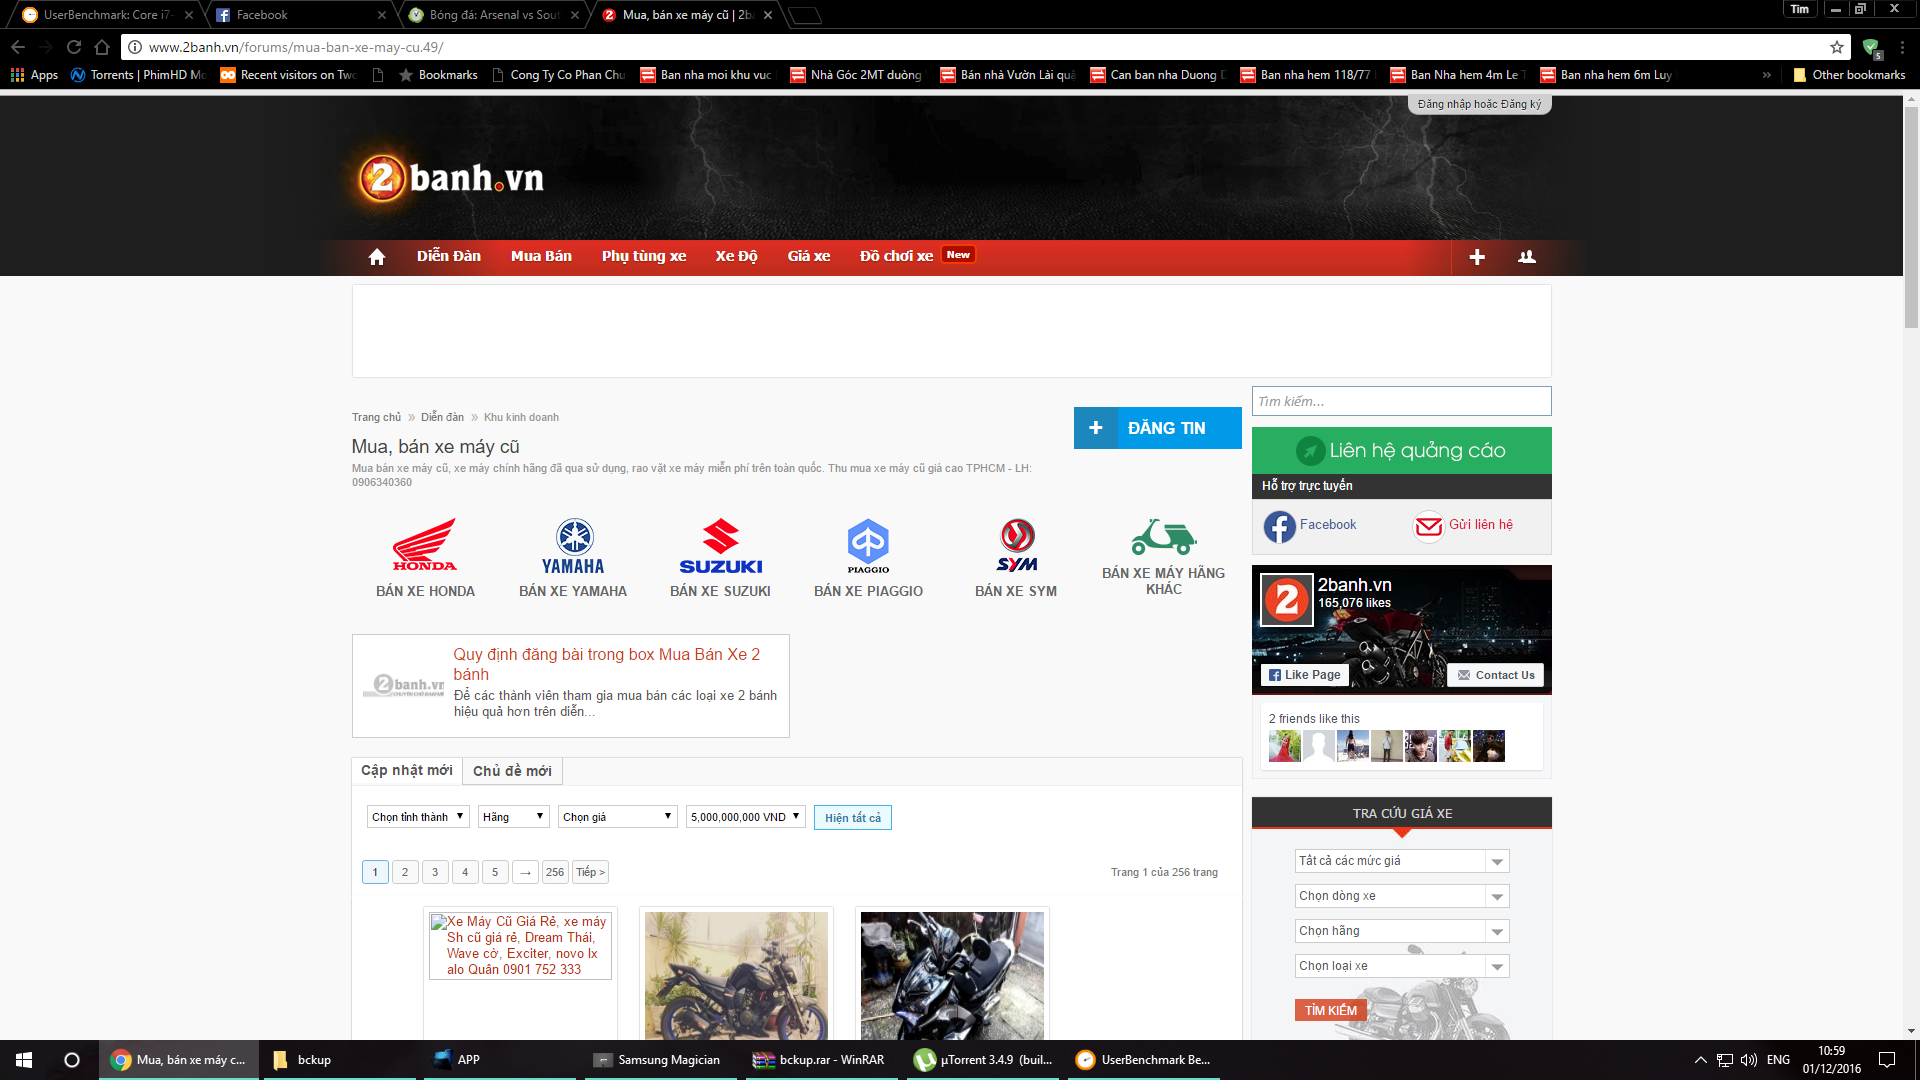 UserBenchmark: Core i7-
Facebook
Bóng đá: Arsenal vs Sout
Mua, bán xe máy cũ | 2b
Tim
www.2banh.vn/forums/mua-ban-xe-may-cu.49/
5
Apps
Torrents | PhimHD Mo
Recent visitors on Two
Bookmarks
Cong Ty Co Phan Chu
Ban nha moi khu vuc
Nhà Góc 2MT đuờng
Bán nhà Vườn Lài quậ
Can ban nha Duong D
Ban nha hem 118/77
Ban Nha hem 4m Le T
Ban nha hem 6m Luy
Other bookmarks
Đăng nhập hoặc Đăng ký
2banh.vn
Diễn Đàn
Mua Bán
Phụ tùng xe
Xe Độ
Giá xe
Đồ chơi xe
New
Trang chủ » Diễn đàn » Khu kinh doanh
ĐĂNG TIN
Mua, bán xe máy cũ
Mua bán xe máy cũ, xe máy chính hãng đã qua sử dụng, rao vặt xe máy miễn phí trên toàn quốc. Thu mua xe máy cũ giá cao TPHCM - LH:
0906340360
HONDA
BÁN XE HONDA
YAMAHA
BÁN XE YAMAHA
SUZUKI
BÁN XE SUZUKI
PIAGGIO
BÁN XE PIAGGIO
SYM
BÁN XE SYM
BÁN XE MÁY HÃNG
KHÁC
2banh.vn
Quy định đăng bài trong box Mua Bán Xe 2
bánh
Để các thành viên tham gia mua bán các loại xe 2 bánh
hiệu quả hơn trên diễn...
Cập nhật mới
Chủ đề mới
Chọn tỉnh thành
Hãng
Chọn giá
5,000,000,000 VND
Hiện tất cả
1
2
3
4
5
→
256
Tiếp >
Trang 1 của 256 trang
Xe Máy Cũ Giá Rẻ, xe máy
Sh cũ giá rẻ, Dream Thái,
Wave cờ, Exciter, novo lx
alo Quân 0901 752 333
Tìm kiếm...
Liên hệ quảng cáo
Hỗ trợ trực tuyến
Facebook
Gửi liên hệ
2
2banh.vn
165,076 likes
Like Page
Contact Us
2 friends like this
TRA CỨU GIÁ XE
Tất cả các mức giá
Chọn dòng xe
Chọn hãng
Chọn loại xe
TÌM KIẾM
Mua, bán xe máy c...
bckup
APP
Samsung Magician
bckup.rar - WinRAR
µTorrent 3.4.9 (buil...
UserBenchmark Be...
ENG
10:59
01/12/2016